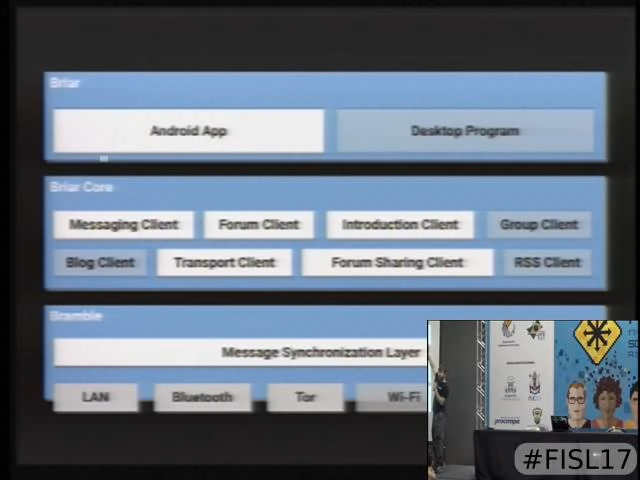 Briar
Android App
Desktop Program
Briar Core
Messaging Client
Forum Client
Introduction Client
Group Client
Blog Client
Transport Client
Forum Sharing Client
RSS Client
Bramble
Message Synchronization Layer
LAN
Bluetooth
Tor
Wi-Fi
procempa
#FISL17